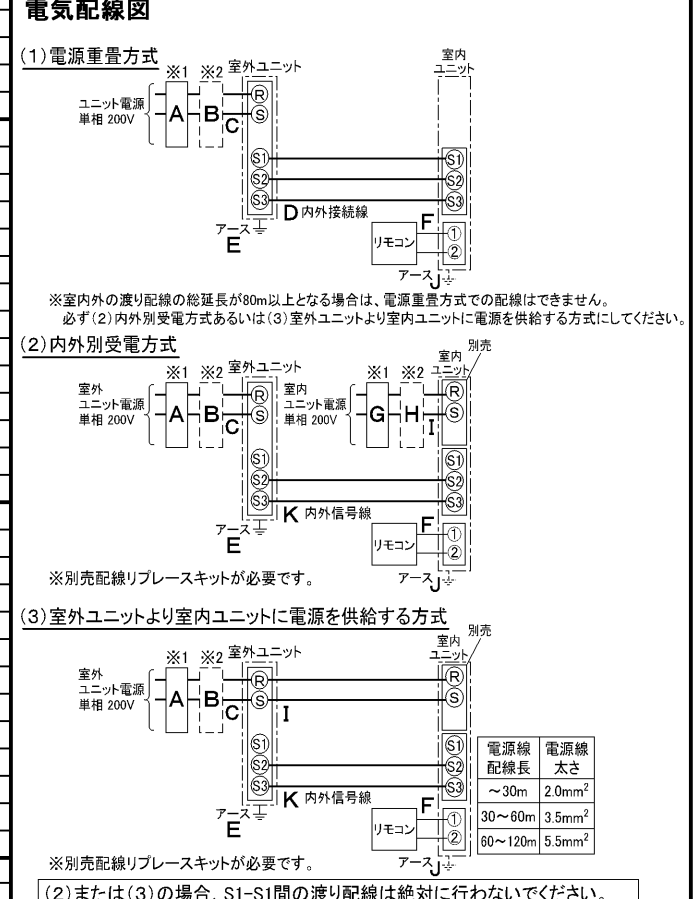 電気配線図
(1)電源重畳方式
※1 ※2 室外ユニット
室内
ユニット
ユニット電源
単相 200V
A B C
R
S
S1 S1
S2 S2
S3 S3
D 内外接続線
アース
E
F
リモコン
①
②
アース J
※室内外の渡り配線の総延長が80m以上となる場合は、電源重畳方式での配線はできません。
必ず(2)内外別受電方式あるいは(3)室外ユニットより室内ユニットに電源を供給する方式にしてください。
(2)内外別受電方式
別売
※1 ※2 室外ユニット
※1 ※2
室内
ユニット
室外
ユニット電源
単相 200V
A B C
R
S
室内
ユニット電源
単相 200V
G H I
R
S
S1 S1
S2 S2
S3 S3
K 内外信号線
アース
E
F
リモコン
①
②
アース J
※別売配線リプレースキットが必要です。
(3)室外ユニットより室内ユニットに電源を供給する方式
別売
※1 ※2 室外ユニット
室内
ユニット
室外
ユニット電源
単相 200V
A B C
R R
S S
I
S1 S1
S2 S2
S3 S3
K 内外信号線
アース
E
F
リモコン
①
②
アース J
電源線 電源線
配線長 太さ
～30m 2.0mm²
30～60m 3.5mm²
60～120m 5.5mm²
※別売配線リプレースキットが必要です。
(2)または(3)の場合、S1-S1間の渡り配線は絶対に行わないでください。